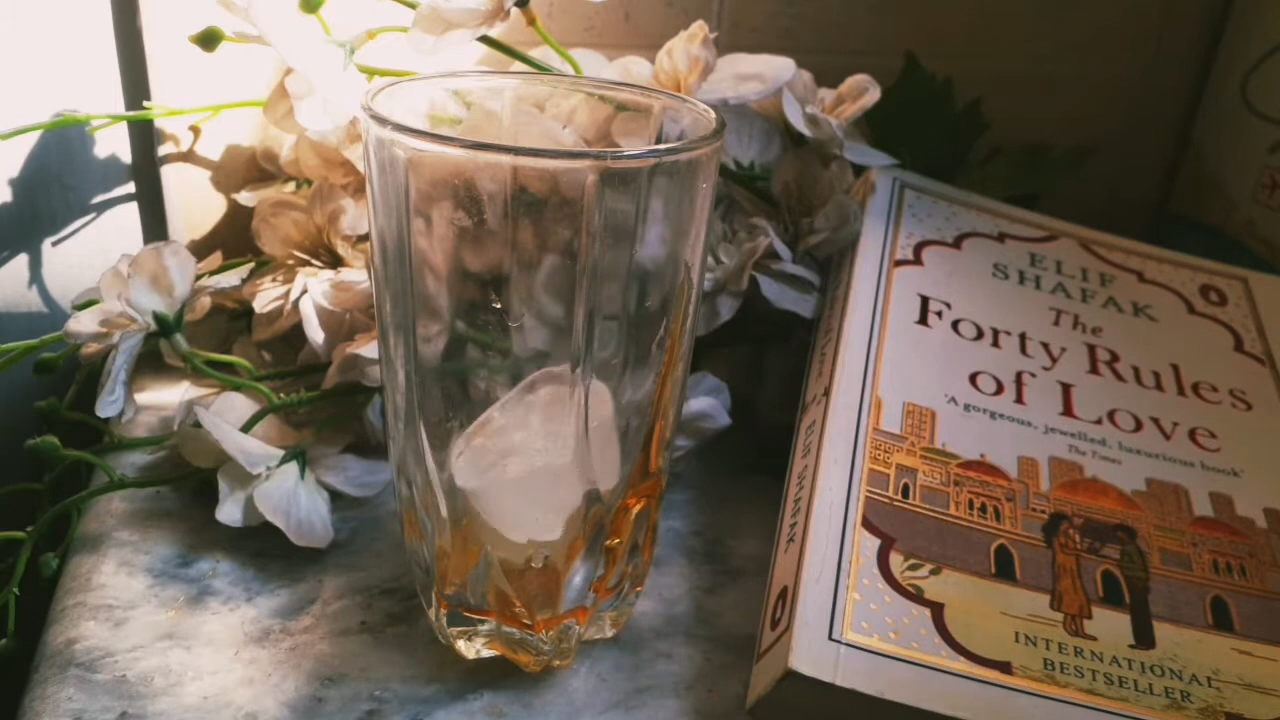 ELIF
SHAFAK
The
Forty Rules
of Love
'A gorgeous, jewelled, luxurious book'
The Times
INTERNATIONAL
BESTSELLER
ELIF SHAFAK